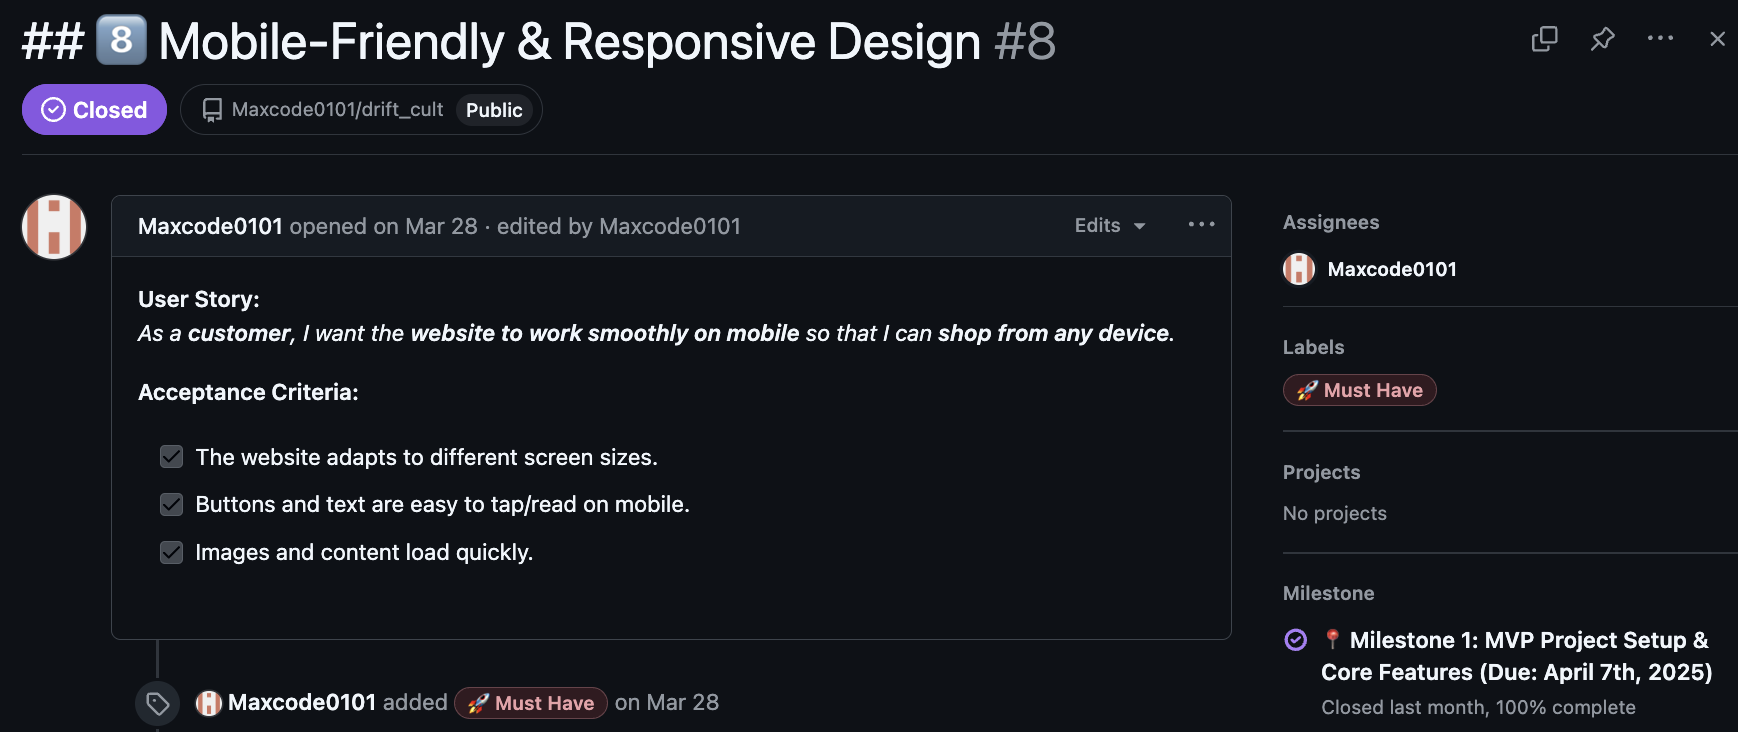 ## 8️⃣ Mobile-Friendly & Responsive Design #8
Closed
Maxcode0101/drift_cult Public
Maxcode0101 opened on Mar 28 · edited by Maxcode0101
Edits
User Story:
As a customer, I want the website to work smoothly on mobile so that I can shop from any device.
Acceptance Criteria:
The website adapts to different screen sizes.
Buttons and text are easy to tap/read on mobile.
Images and content load quickly.
Maxcode0101 added 🚀 Must Have on Mar 28
Assignees
Maxcode0101
Labels
🚀 Must Have
Projects
No projects
Milestone
📍 Milestone 1: MVP Project Setup &
Core Features (Due: April 7th, 2025)
Closed last month, 100% complete